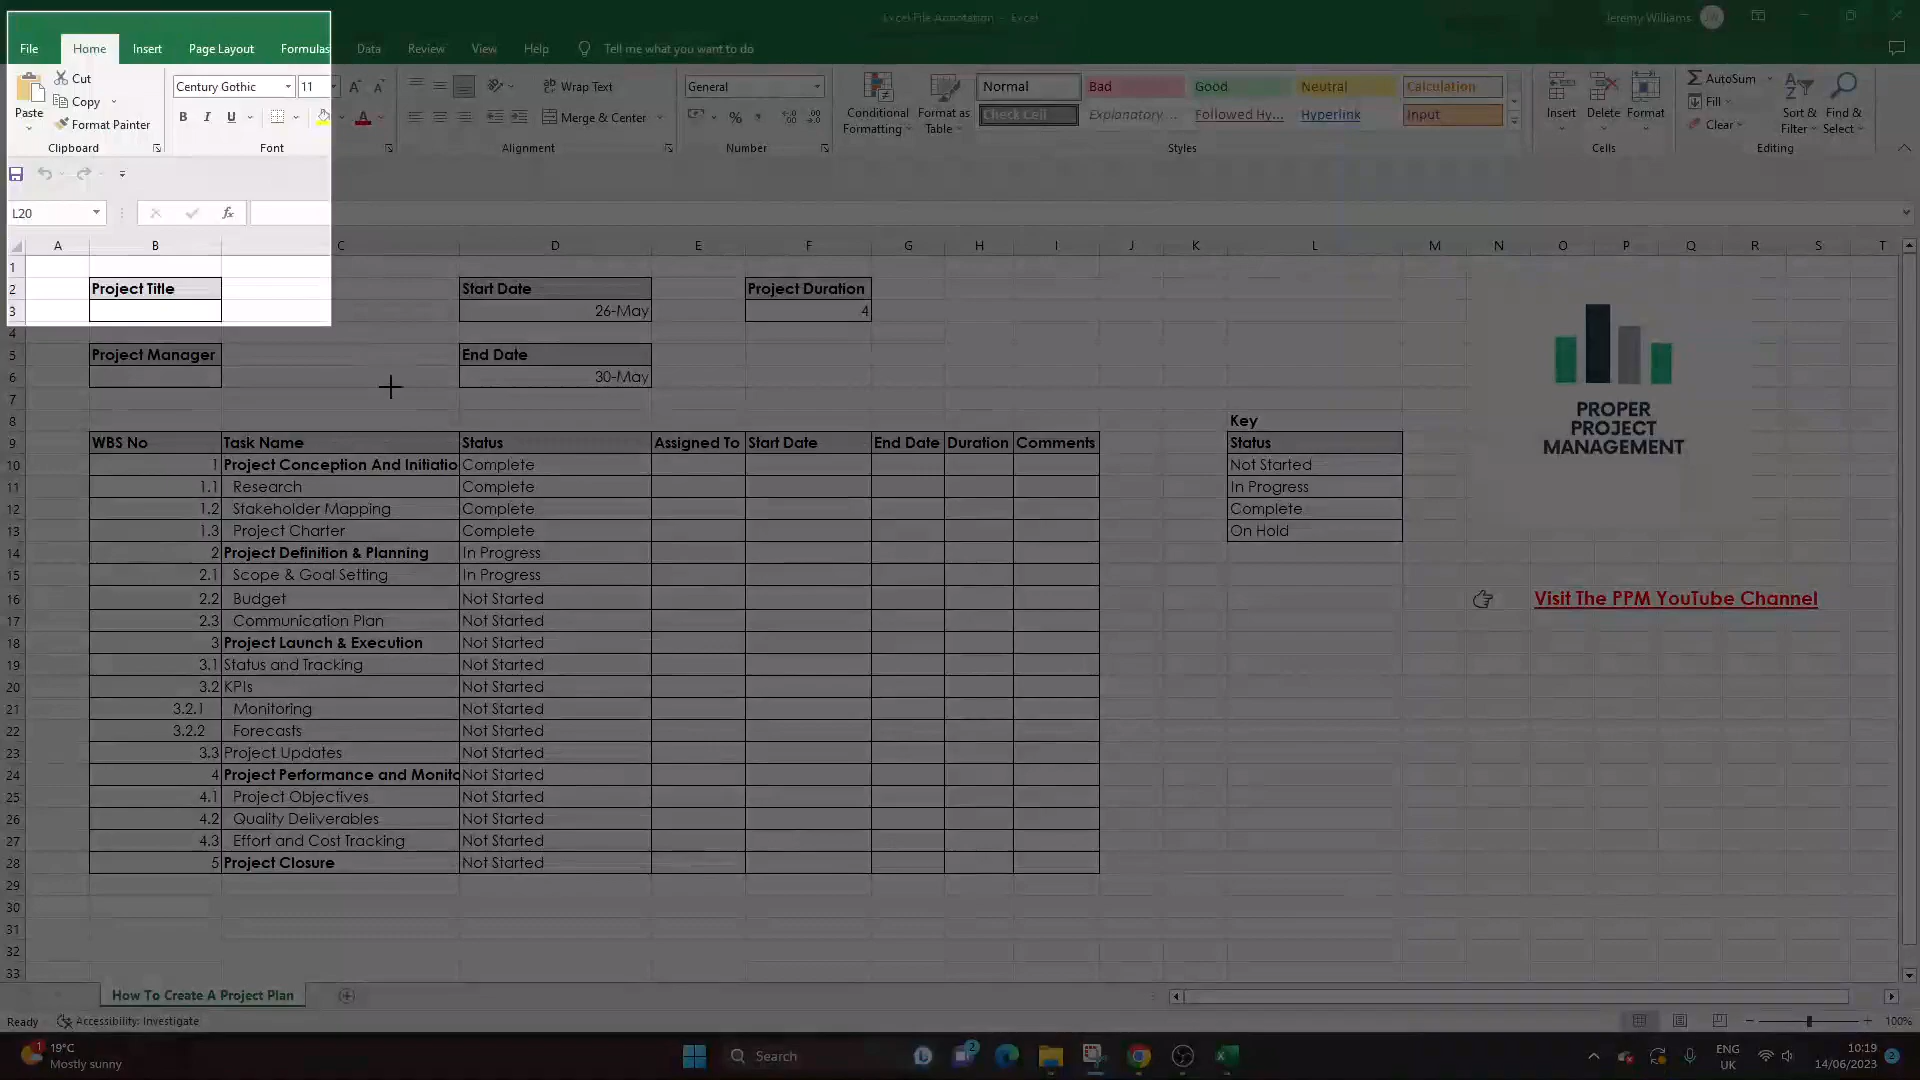 Excel File Annotation - Excel
Jeremy Williams
JW
File Home Insert Page Layout Formulas Data Review View Help Tell me what you want to do
Paste
Cut
Copy
Format Painter
Clipboard
Century Gothic 11
B I U
Font
Wrap Text
Merge & Center
Alignment
General
%
Number
Conditional Formatting
Format as Table
Normal Bad Good Neutral Calculation
Check Cell Explanatory ... Followed Hy... Hyperlink Input
Styles
Insert Delete Format
Cells
AutoSum
Fill
Clear
Sort & Filter
Find & Select
Editing
L20
fx
A B C D E F G H I J K L M N O P Q R S T
1
2 Project Title Start Date Project Duration
3 26-May 4
4
5 Project Manager End Date
6 30-May
7
8 Key
9 WBS No Task Name Status Assigned To Start Date End Date Duration Comments Status
10 1 Project Conception And Initiatio Complete Not Started
11 1.1 Research Complete In Progress
12 1.2 Stakeholder Mapping Complete Complete
13 1.3 Project Charter Complete On Hold
14 2 Project Definition & Planning In Progress
15 2.1 Scope & Goal Setting In Progress
16 2.2 Budget Not Started
17 2.3 Communication Plan Not Started
18 3 Project Launch & Execution Not Started
19 3.1 Status and Tracking Not Started
20 3.2 KPIs Not Started
21 3.2.1 Monitoring Not Started
22 3.2.2 Forecasts Not Started
23 3.3 Project Updates Not Started
24 4 Project Performance and Monito Not Started
25 4.1 Project Objectives Not Started
26 4.2 Quality Deliverables Not Started
27 4.3 Effort and Cost Tracking Not Started
28 5 Project Closure Not Started
29
30
31
32
33
PROPER
PROJECT
MANAGEMENT
Visit The PPM YouTube Channel
How To Create A Project Plan
Ready Accessibility: Investigate 100%
1 19°C
Mostly sunny
Search
2
ENG
UK
10:19
14/06/2023
2